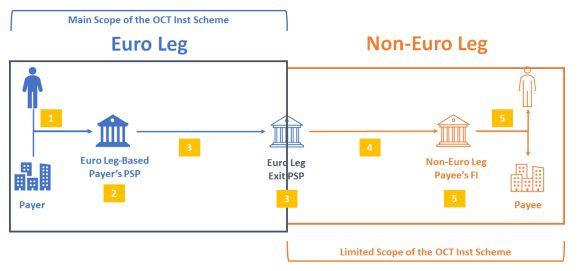 Main Scope of the OCT Inst Scheme
Euro Leg
Non-Euro Leg
1
5
3
4
Euro Leg-Based
Payer's PSP
Euro Leg
Exit PSP
Non-Euro Leg
Payee's FI
2
3
5
Payer
Payee
Limited Scope of the OCT Inst Scheme